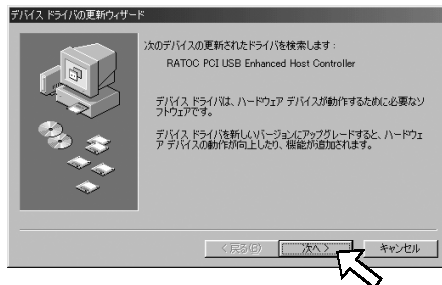 デバイス ドライバの更新ウィザード
次のデバイスの更新されたドライバを検索します：
RATOC PCI USB Enhanced Host Controller
デバイス ドライバは、ハードウェア デバイスが動作するために必要なソ
フトウェアです。
デバイス ドライバを新しいバージョンにアップグレードすると、ハードウェ
ア デバイスの動作が向上したり、機能が追加されます。
< 戻る(B)
次へ >
キャンセル